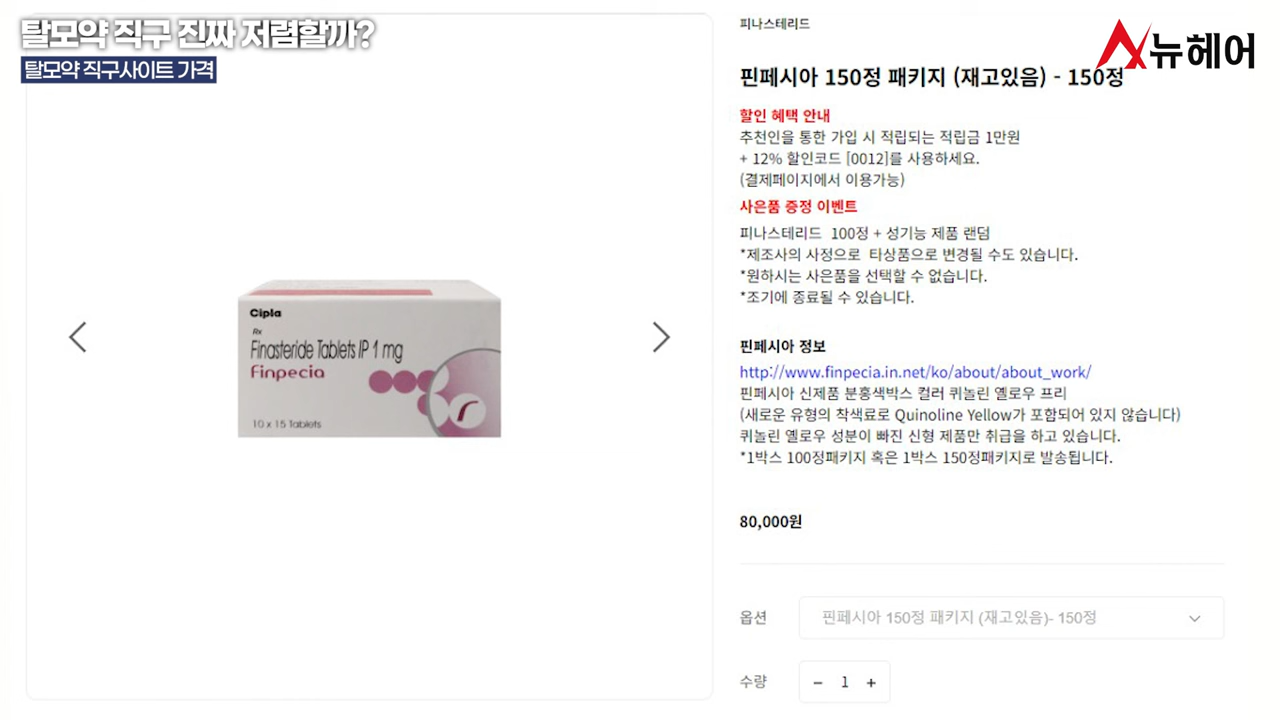 탈모약 직구 진짜 저렴할까?
탈모약 직구사이트 가격
뉴헤어
피나스테리드
핀페시아 150정 패키지 (재고있음) - 150정
할인 혜택 안내
추천인을 통한 가입 시 적립되는 적립금 1만원
+ 12% 할인코드 [0012]를 사용하세요.
(결제페이지에서 이용가능)
사은품 증정 이벤트
피나스테리드 100정 + 성기능 제품 랜덤
*제조사의 사정으로 타상품으로 변경될 수도 있습니다.
*원하시는 사은품을 선택할 수 없습니다.
*조기에 종료될 수 있습니다.
핀페시아 정보
http://www.finpecia.in.net/ko/about/about_work/
핀페시아 신제품 분홍색박스 컬러 퀴놀린 옐로우 프리
(새로운 유형의 착색료로 Quinoline Yellow가 포함되어 있지 않습니다)
퀴놀린 옐로우 성분이 빠진 신형 제품만 취급을 하고 있습니다.
*1박스 100정패키지 혹은 1박스 150정패키지로 발송됩니다.
80,000원
옵션
핀페시아 150정 패키지 (재고있음)- 150정
수량
- 1 +
Cipla
Rx
Finasteride Tablets IP 1 mg
Finpecia
10 x 15 Tablets